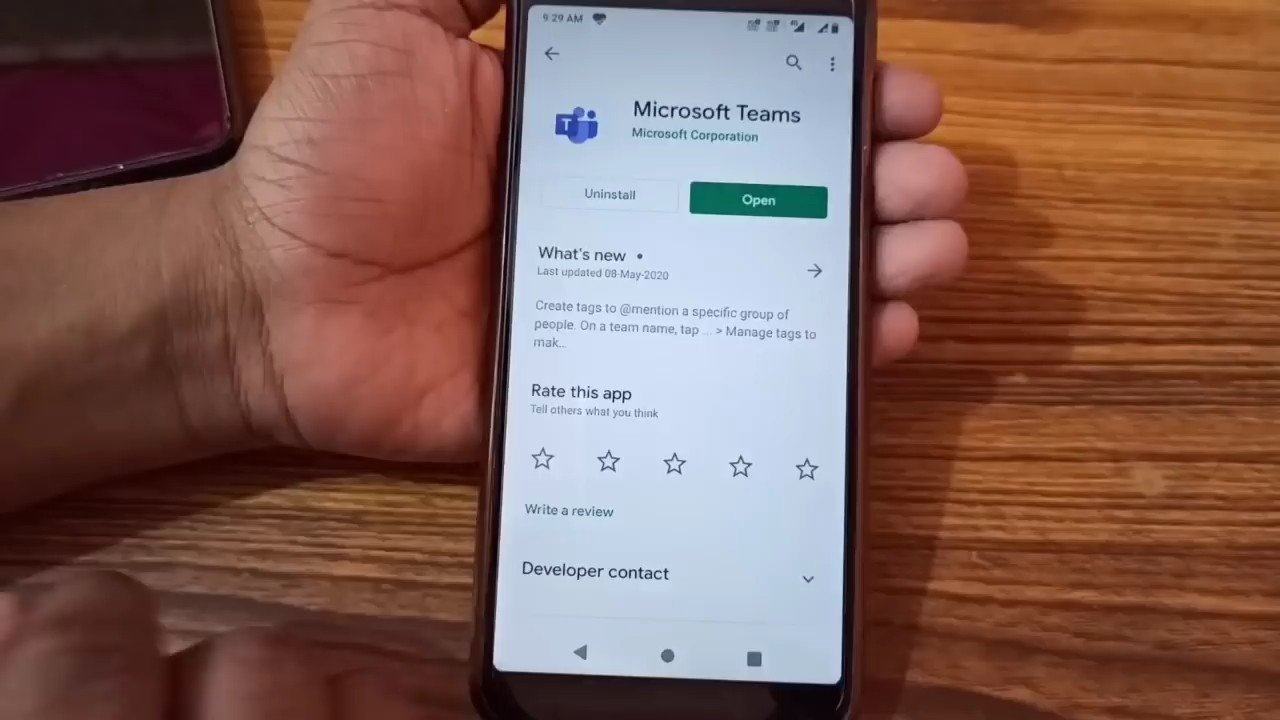 9:29 AM
Microsoft Teams
T
Microsoft Corporation
Uninstall
Open
What's new •
Last updated 08-May-2020
Create tags to @mention a specific group of
people. On a team name, tap ... > Manage tags to
mak...
Rate this app
Tell others what you think
Write a review
Developer contact